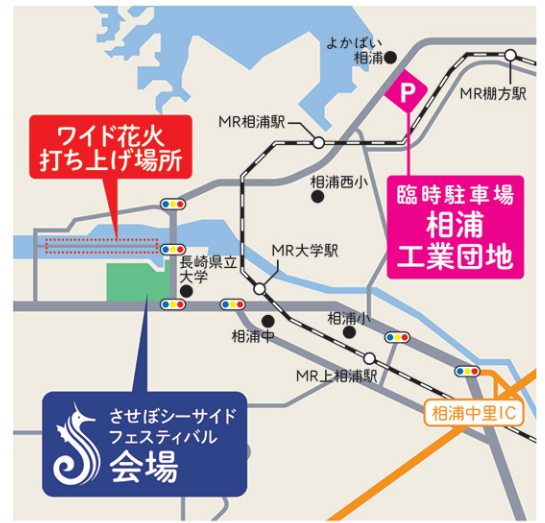 よかばい
相浦
P
MR棚方駅
MR相浦駅
ワイド花火
打ち上げ場所
相浦西小
臨時駐車場
相浦
工業団地
MR大学駅
長崎県立
大学
相浦中
相浦小
MR上相浦駅
相浦中里IC
させぼシーサイド
フェスティバル
会場